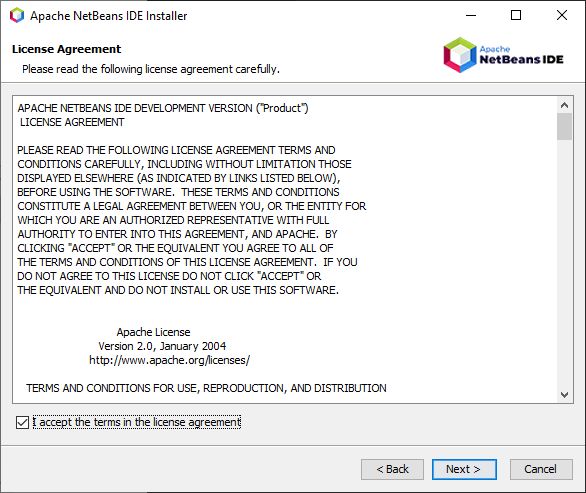 Apache NetBeans IDE Installer
License Agreement
Please read the following license agreement carefully.
Apache
NetBeans IDE
APACHE NETBEANS IDE DEVELOPMENT VERSION ("Product")
LICENSE AGREEMENT
PLEASE READ THE FOLLOWING LICENSE AGREEMENT TERMS AND
CONDITIONS CAREFULLY, INCLUDING WITHOUT LIMITATION THOSE
DISPLAYED ELSEWHERE (AS INDICATED BY LINKS LISTED BELOW),
BEFORE USING THE SOFTWARE.  THESE TERMS AND CONDITIONS
CONSTITUTE A LEGAL AGREEMENT BETWEEN YOU, OR THE ENTITY FOR
WHICH YOU ARE AN AUTHORIZED REPRESENTATIVE WITH FULL
AUTHORITY TO ENTER INTO THIS AGREEMENT, AND APACHE.  BY
CLICKING "ACCEPT" OR THE EQUIVALENT YOU AGREE TO ALL OF
THE TERMS AND CONDITIONS OF THIS LICENSE AGREEMENT.  IF YOU
DO NOT AGREE TO THIS LICENSE DO NOT CLICK "ACCEPT" OR
THE EQUIVALENT AND DO NOT INSTALL OR USE THIS SOFTWARE.
Apache License
Version 2.0, January 2004
http://www.apache.org/licenses/
TERMS AND CONDITIONS FOR USE, REPRODUCTION, AND DISTRIBUTION
I accept the terms in the license agreement
< Back
Next >
Cancel